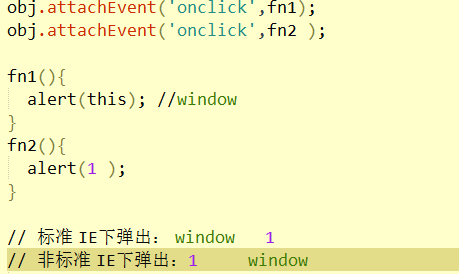 obj.attachEvent('onclick',fn1);
obj.attachEvent('onclick',fn2 );
fn1(){
alert(this); //window
}
fn2(){
alert(1 );
}
// 标准 IE下弹出： window 1
// 非标准 IE下弹出：1 window